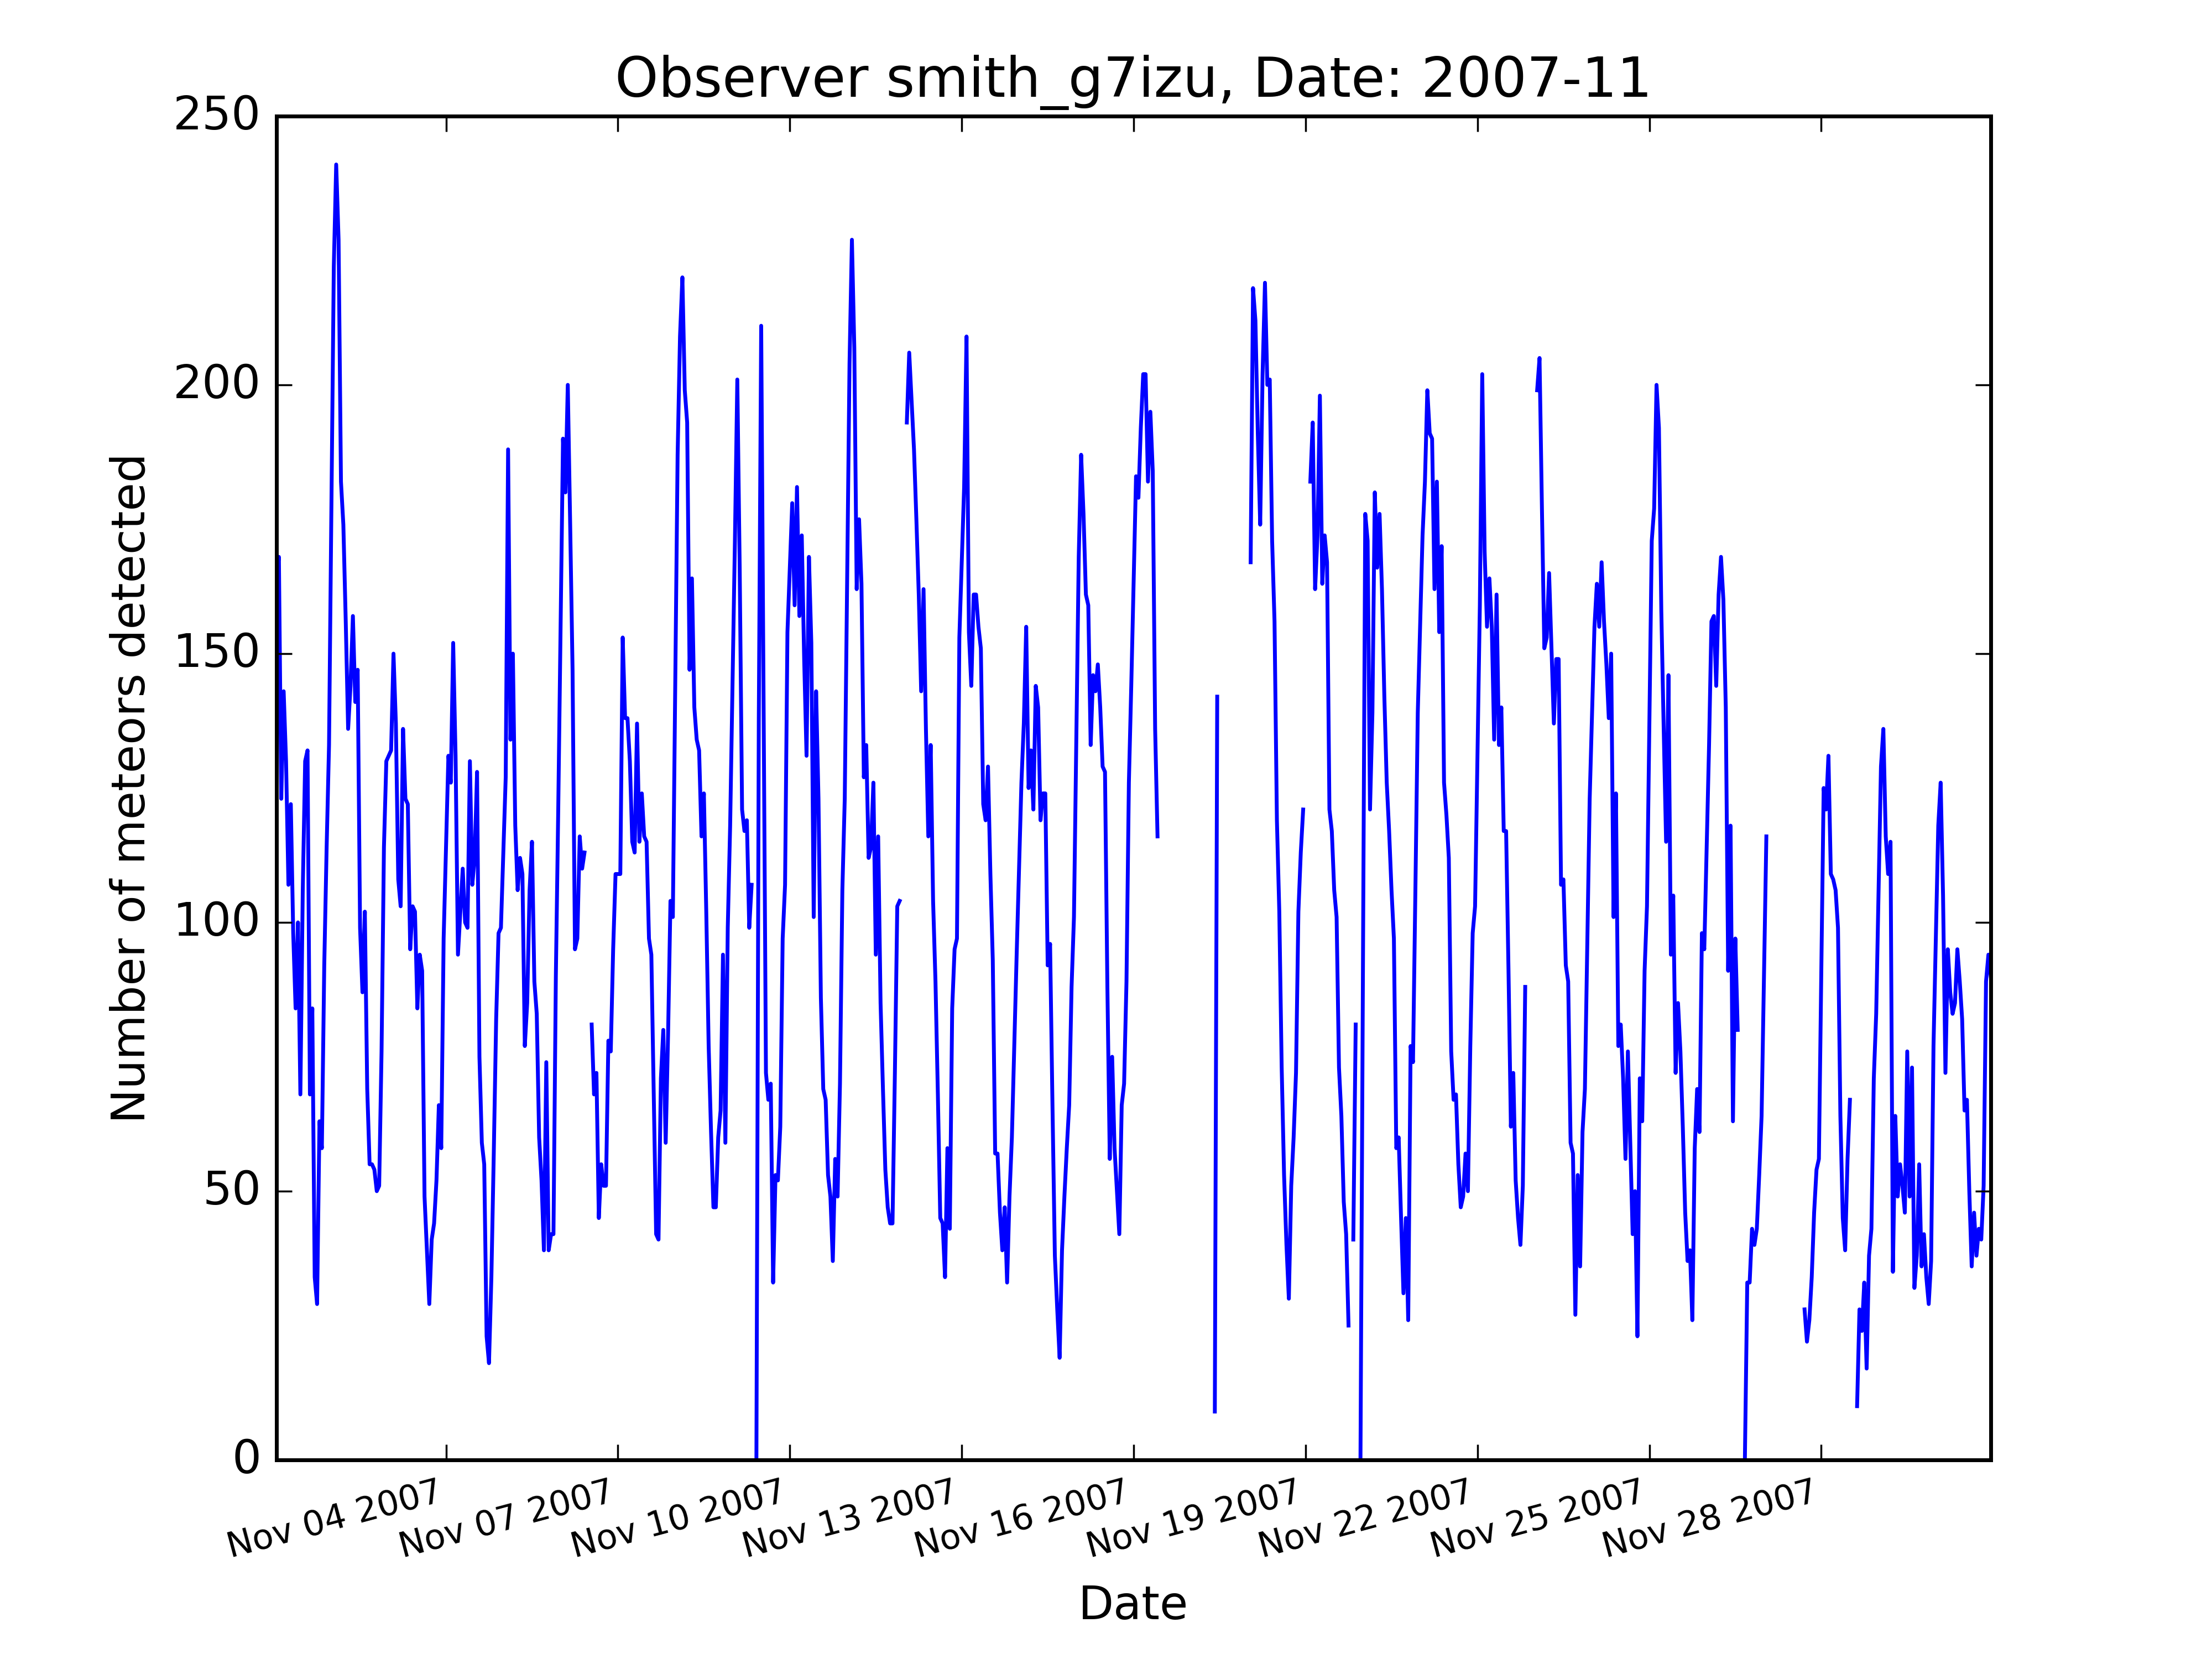 Observer smith_g7izu, Date: 2007-11
250
200
150
100
50
0
Number of meteors detected
Nov 04 2007
Nov 07 2007
Nov 10 2007
Nov 13 2007
Nov 16 2007
Nov 19 2007
Nov 22 2007
Nov 25 2007
Nov 28 2007
Date